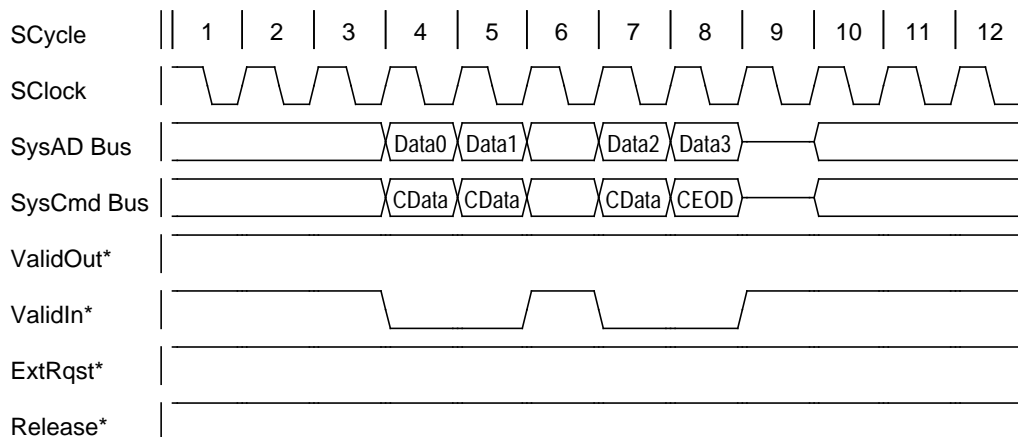 SCycle 1 2 3 4 5 6 7 8 9 10 11 12
SClock
SysAD Bus Data0 Data1 Data2 Data3
SysCmd Bus CData CData CData CEOD
ValidOut*
ValidIn*
ExtRqst*
Release*